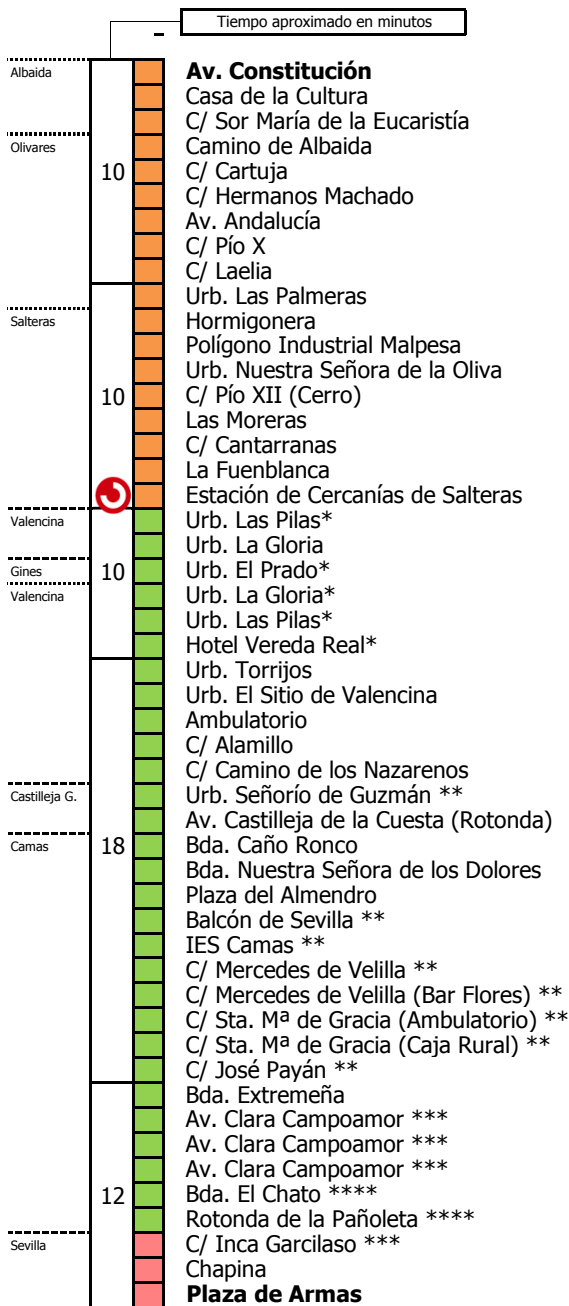 Tiempo aproximado en minutos
Albaida Av. Constitución
Casa de la Cultura
C/ Sor María de la Eucaristía
Olivares Camino de Albaida
10 C/ Cartuja
C/ Hermanos Machado
Av. Andalucía
C/ Pío X
C/ Laelia
Urb. Las Palmeras
Salteras Hormigonera
Polígono Industrial Malpesa
Urb. Nuestra Señora de la Oliva
10 C/ Pío XII (Cerro)
Las Moreras
C/ Cantarranas
La Fuenblanca
Estación de Cercanías de Salteras
Valencina Urb. Las Pilas*
Urb. La Gloria
Gines 10 Urb. El Prado*
Valencina Urb. La Gloria*
Urb. Las Pilas*
Hotel Vereda Real*
Urb. Torrijos
Urb. El Sitio de Valencina
Ambulatorio
C/ Alamillo
C/ Camino de los Nazarenos
Castilleja G. Urb. Señorío de Guzmán **
Av. Castilleja de la Cuesta (Rotonda)
Camas 18 Bda. Caño Ronco
Bda. Nuestra Señora de los Dolores
Plaza del Almendro
Balcón de Sevilla **
IES Camas **
C/ Mercedes de Velilla **
C/ Mercedes de Velilla (Bar Flores) **
C/ Sta. Mª de Gracia (Ambulatorio) **
C/ Sta. Mª de Gracia (Caja Rural) **
C/ José Payán **
Bda. Extremeña
Av. Clara Campoamor ***
Av. Clara Campoamor ***
Av. Clara Campoamor ***
12 Bda. El Chato ****
Rotonda de la Pañoleta ****
Sevilla C/ Inca Garcilaso ***
Chapina
Plaza de Armas